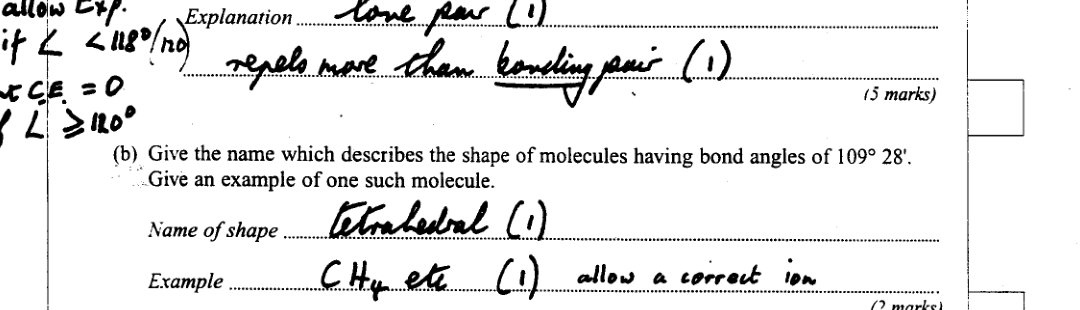 allow Exp.
Explanation lone pair (1)
if ∠ < 118°/120
repels more than bonding pair (1)
C.E. = 0
(5 marks)
∠ ⩾ 120°
(b) Give the name which describes the shape of molecules having bond angles of 109° 28'.
Give an example of one such molecule.
Name of shape tetrahedral (1)
Example CH₄ etc (1) allow a correct ion
(2 marks)